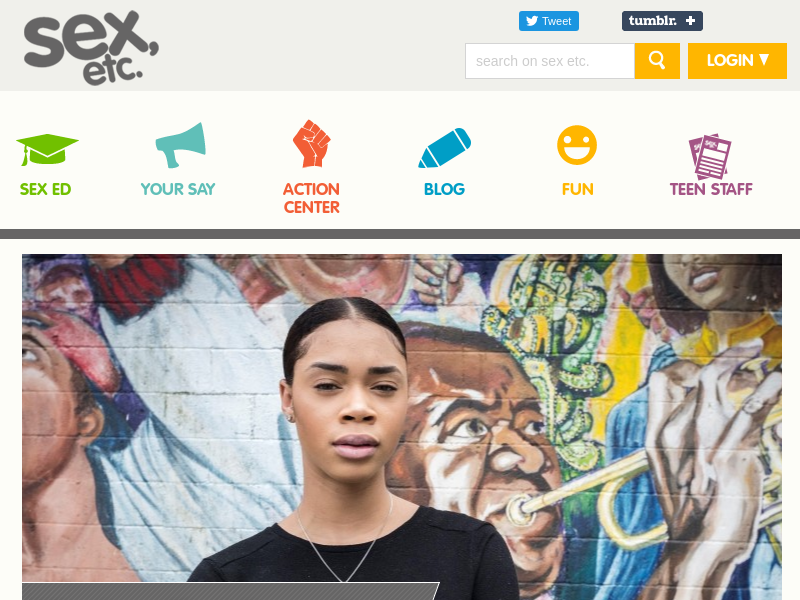 sex,
etc.
Tweet
tumblr. +
search on sex etc.
LOGIN ▼
SEX ED
YOUR SAY
ACTION
CENTER
BLOG
FUN
TEEN STAFF